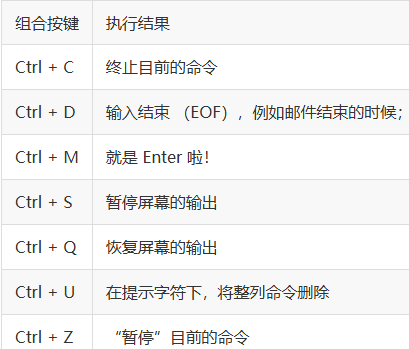 组合按键 执行结果
Ctrl + C 终止目前的命令
Ctrl + D 输入结束 （EOF），例如邮件结束的时候；
Ctrl + M 就是 Enter 啦！
Ctrl + S 暂停屏幕的输出
Ctrl + Q 恢复屏幕的输出
Ctrl + U 在提示字符下，将整列命令删除
Ctrl + Z “暂停”目前的命令